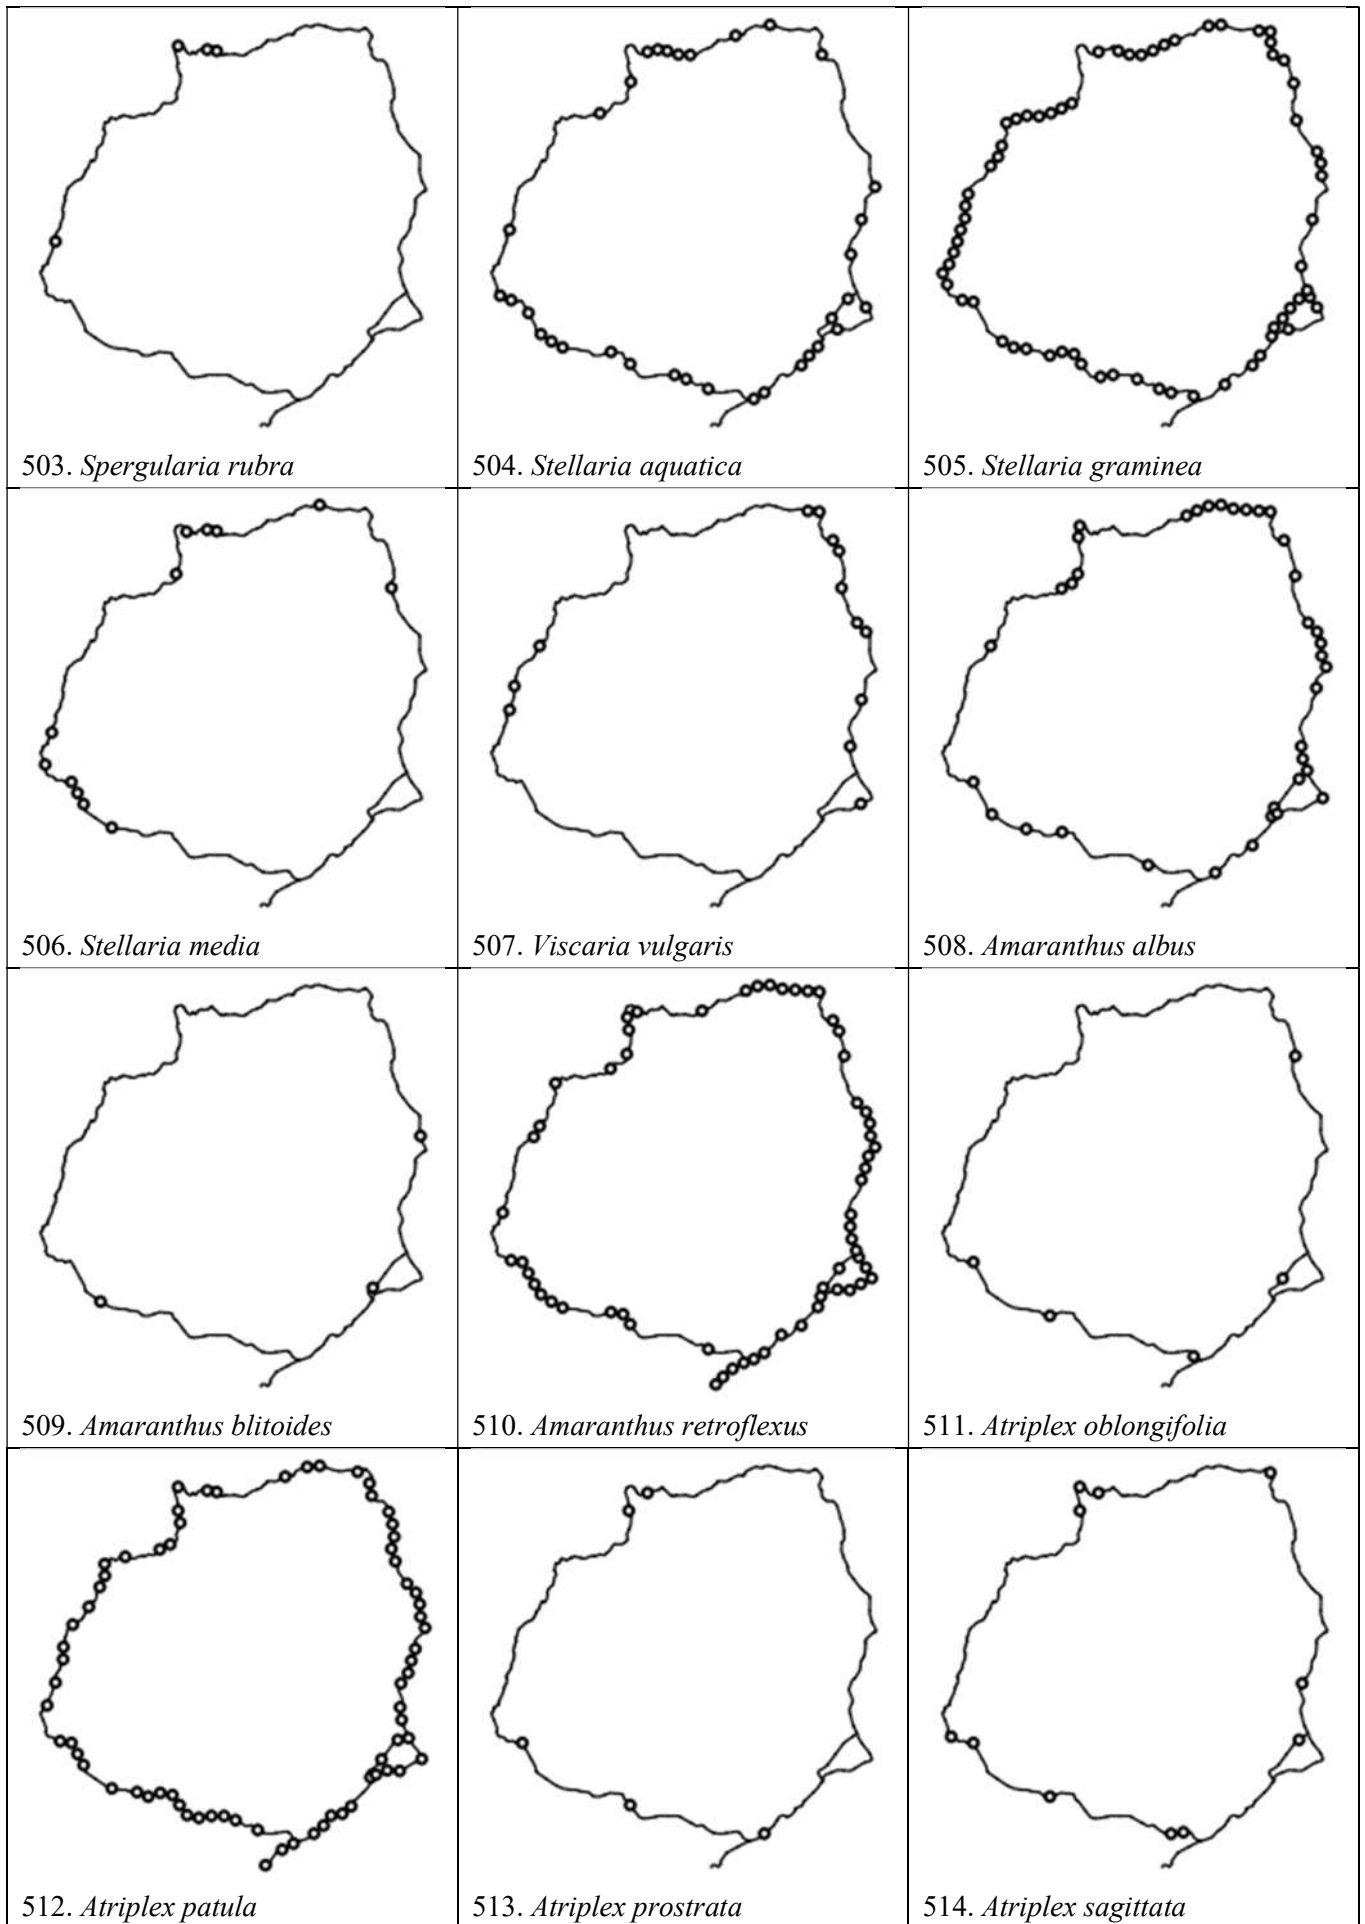 503. Spergularia rubra
504. Stellaria aquatica
505. Stellaria graminea
506. Stellaria media
507. Viscaria vulgaris
508. Amaranthus albus
509. Amaranthus blitoides
510. Amaranthus retroflexus
511. Atriplex oblongifolia
512. Atriplex patula
513. Atriplex prostrata
514. Atriplex sagittata